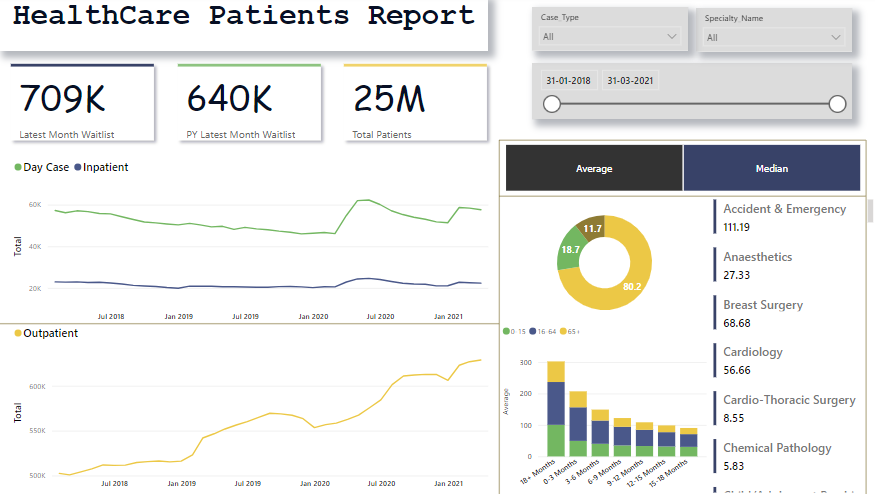 HealthCare Patients Report
Case_Type
All
Specialty_Name
All
31-01-2018
31-03-2021
709K
Latest Month Waitlist
640K
PY Latest Month Waitlist
25M
Total Patients
Average
Median
Day Case
Inpatient
Total
60K
40K
20K
Jul 2018
Jan 2019
Jul 2019
Jan 2020
Jul 2020
Jan 2021
Outpatient
Total
600K
550K
500K
Jul 2018
Jan 2019
Jul 2019
Jan 2020
Jul 2020
Jan 2021
11.7
18.7
80.2
0-15
16-64
65+
Average
300
200
100
0
18+ Months
0-3 Months
3-6 Months
6-9 Months
9-12 Months
12-15 Months
15-18 Months
Accident & Emergency
111.19
Anaesthetics
27.33
Breast Surgery
68.68
Cardiology
56.66
Cardio-Thoracic Surgery
8.55
Chemical Pathology
5.83